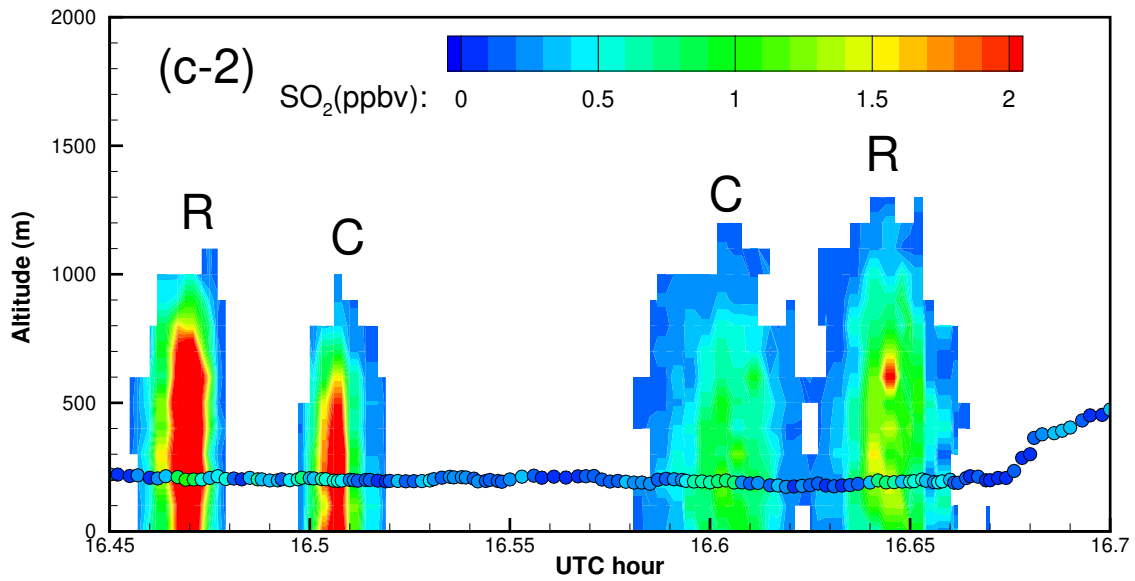 2000
(c-2)
SO2(ppbv): 0 0.5 1 1.5 2
1500
R
C
C
R
Altitude (m)
1000
500
0
16.45 16.5 16.55 16.6 16.65 16.7
UTC hour